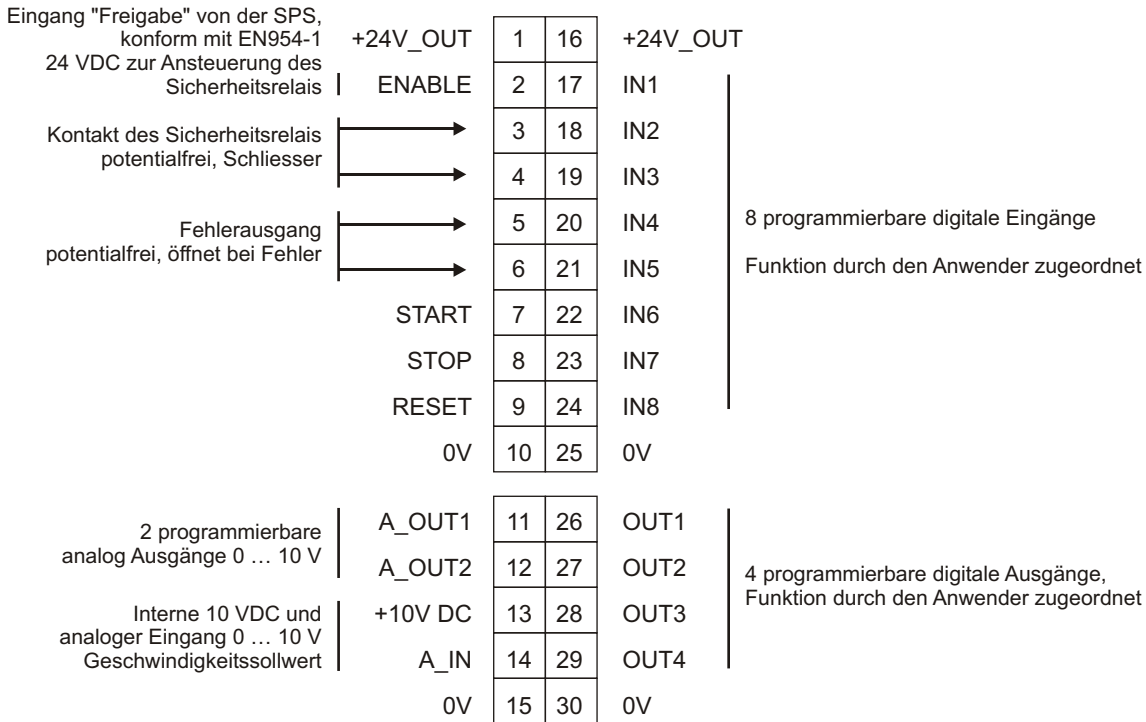 Eingang "Freigabe" von der SPS,
konform mit EN954-1
24 VDC zur Ansteuerung des
Sicherheitsrelais
Kontakt des Sicherheitsrelais
potentialfrei, Schliesser
Fehlerausgang
potentialfrei, öffnet bei Fehler
+24V_OUT 1 16 +24V_OUT
ENABLE 2 17 IN1
3 18 IN2
4 19 IN3
5 20 IN4
6 21 IN5
START 7 22 IN6
STOP 8 23 IN7
RESET 9 24 IN8
0V 10 25 0V
8 programmierbare digitale Eingänge
Funktion durch den Anwender zugeordnet
2 programmierbare
analog Ausgänge 0 … 10 V
Interne 10 VDC und
analoger Eingang 0 … 10 V
Geschwindigkeitssollwert
A_OUT1 11 26 OUT1
A_OUT2 12 27 OUT2
+10V DC 13 28 OUT3
A_IN 14 29 OUT4
0V 15 30 0V
4 programmierbare digitale Ausgänge,
Funktion durch den Anwender zugeordnet